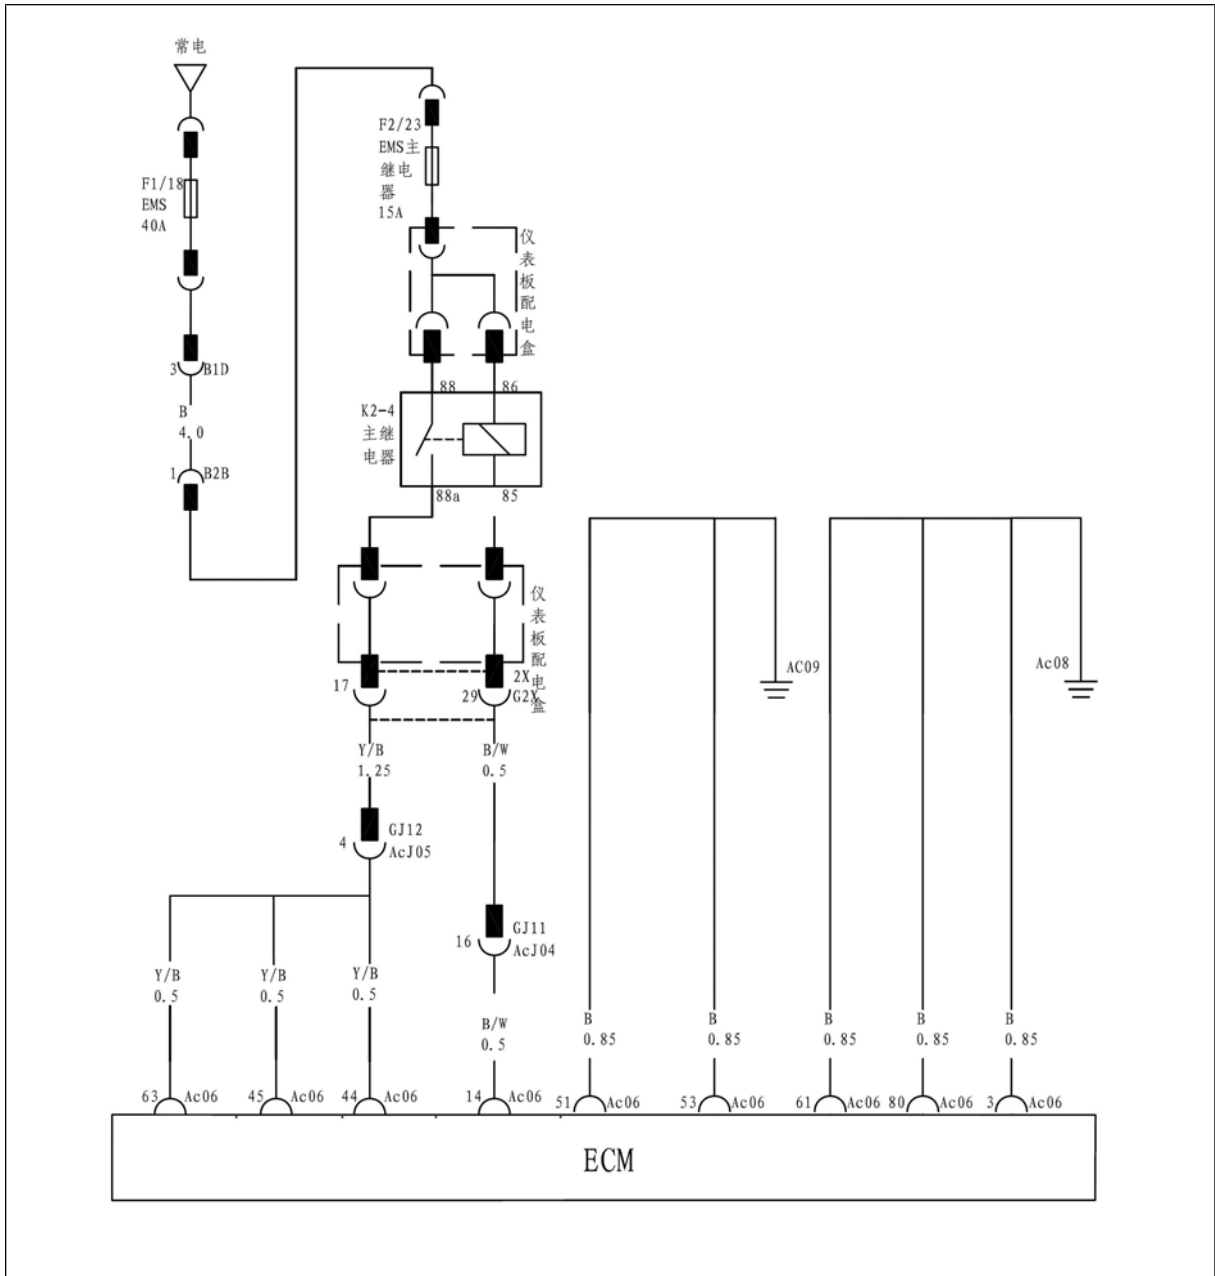 常电
F1/18
EMS
40A
3
B1D
B
4.0
1
B2B
F2/23
EMS主
继电
器
15A
仪
表
板
配
电
盒
88
86
K2-4
主继
电器
88a
85
仪
表
板
配
电
盒
17
29
2X
G2X
Y/B
1.25
B/W
0.5
4
GJ12
AcJ05
16
GJ11
AcJ04
AC09
Ac08
Y/B
0.5
Y/B
0.5
Y/B
0.5
B/W
0.5
B
0.85
B
0.85
B
0.85
B
0.85
B
0.85
63
Ac06
45
Ac06
44
Ac06
14
Ac06
51
Ac06
53
Ac06
61
Ac06
80
Ac06
3
Ac06
ECM